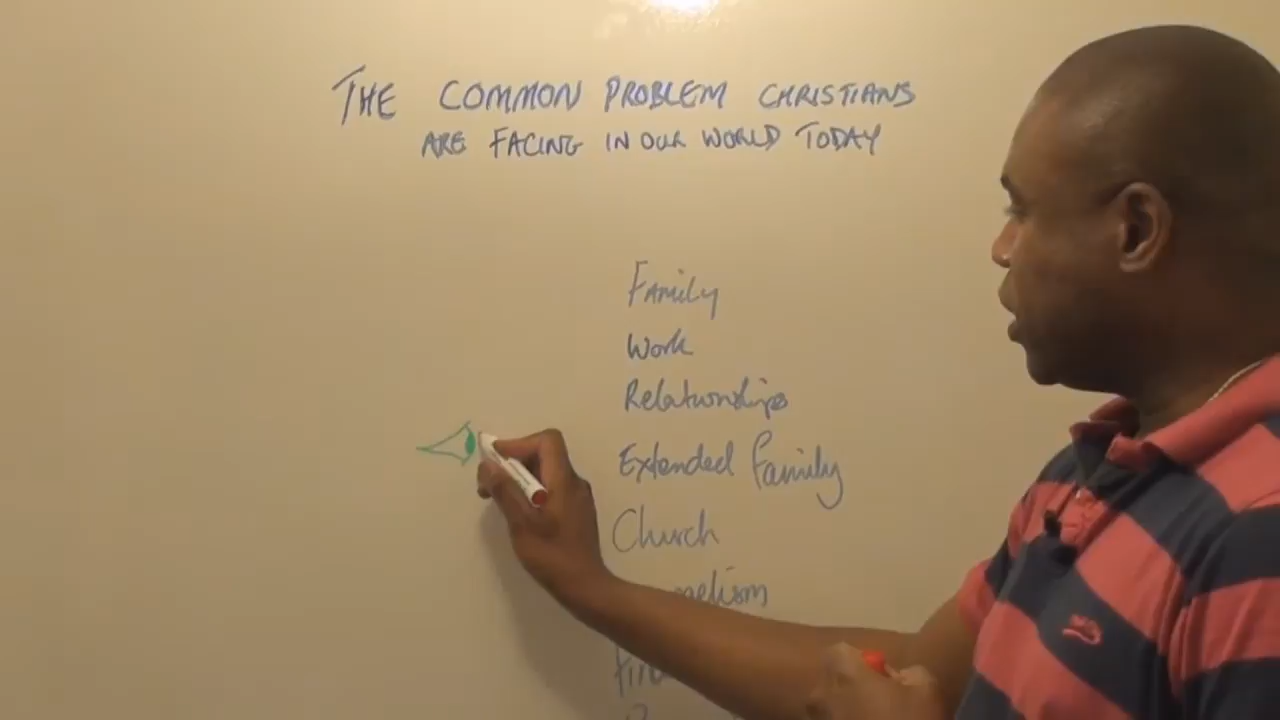 THE COMMON PROBLEM CHRISTIANS
ARE FACING IN OUR WORLD TODAY
Family
Work
Relationships
Extended Family
Church